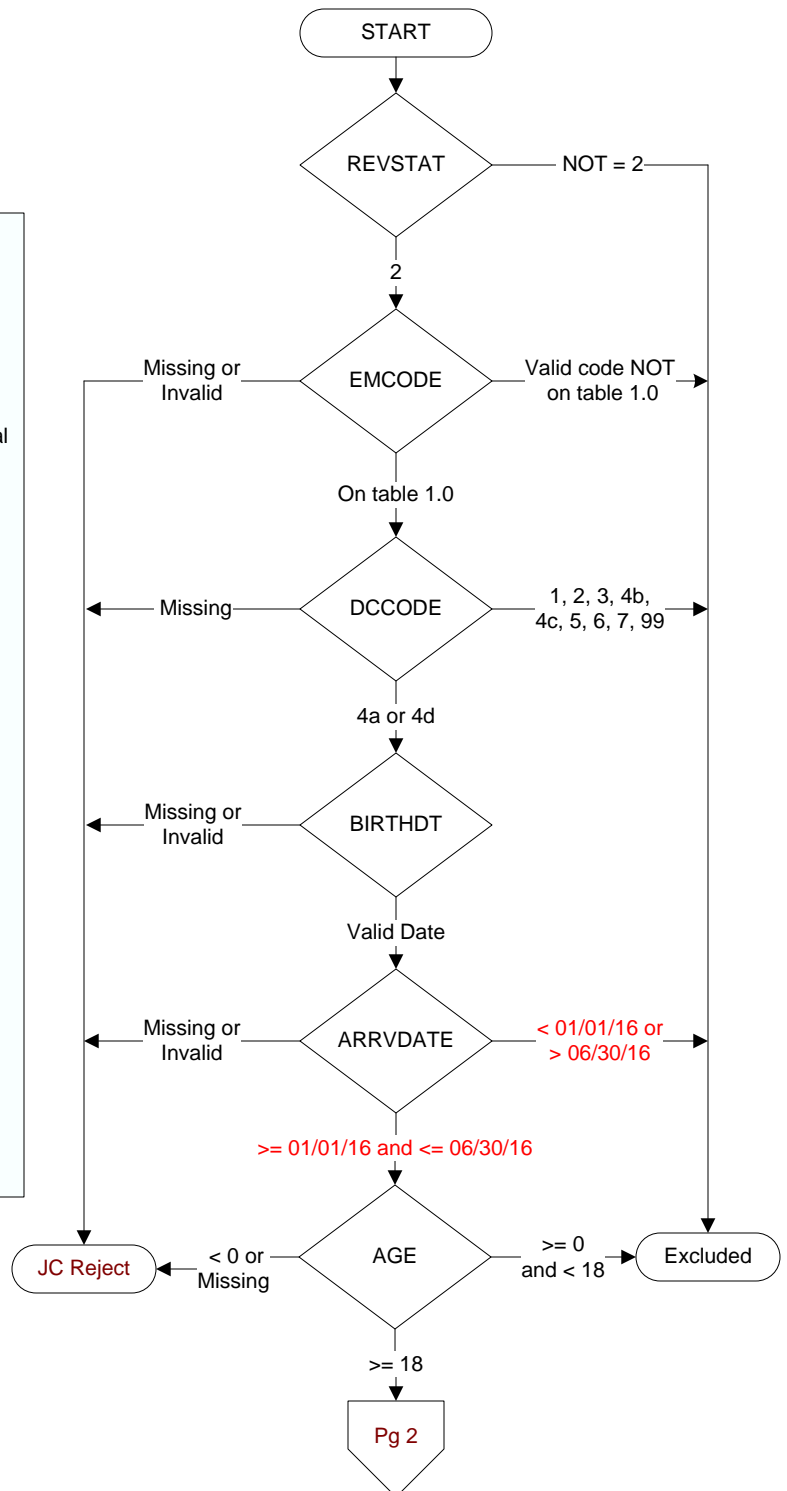 START
REVSTAT
NOT = 2
2
Missing or
Invalid
EMCODE
Valid code NOT
on table 1.0
On table 1.0
Missing
DCCODE
1, 2, 3, 4b,
4c, 5, 6, 7, 99
4a or 4d
Missing or
Invalid
BIRTHDT
Valid Date
Missing or
Invalid
ARRVDATE
< 01/01/16 or
> 06/30/16
>= 01/01/16 and <= 06/30/16
JC Reject
< 0 or
Missing
AGE
>= 0
and < 18
Excluded
>= 18
Pg 2